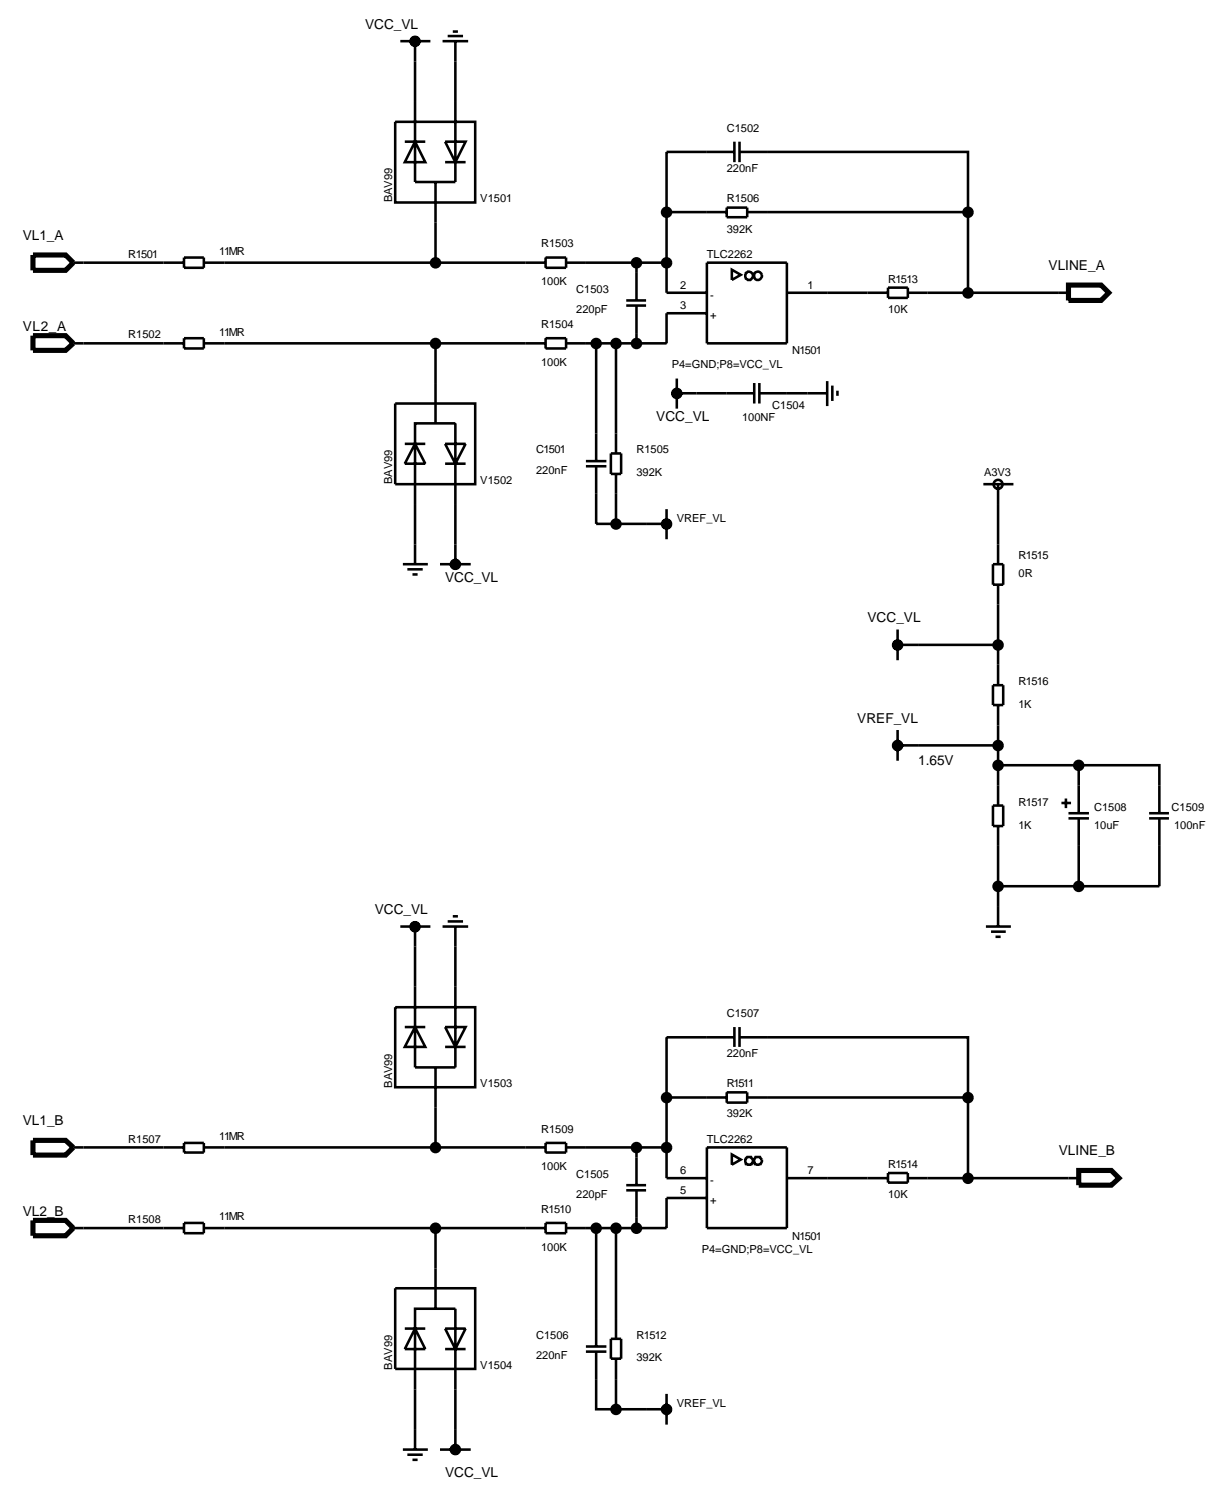 VCC_VL
BAV99
V1501
C1502
220nF
R1506
392K
VL1_A
R1501
11MR
R1503
100K
C1503
220pF
TLC2262
2
-
3
+
1
N1501
P4=GND;P8=VCC_VL
R1513
10K
VLINE_A
VL2_A
R1502
11MR
R1504
100K
VCC_VL
C1504
100NF
BAV99
V1502
VCC_VL
C1501
220nF
R1505
392K
VREF_VL
A3V3
R1515
0R
VCC_VL
R1516
1K
VREF_VL
1.65V
R1517
1K
+
C1508
10uF
C1509
100nF
VCC_VL
BAV99
V1503
C1507
220nF
R1511
392K
VL1_B
R1507
11MR
R1509
100K
C1505
220pF
TLC2262
6
-
5
+
7
N1501
P4=GND;P8=VCC_VL
R1514
10K
VLINE_B
VL2_B
R1508
11MR
R1510
100K
BAV99
V1504
VCC_VL
C1506
220nF
R1512
392K
VREF_VL